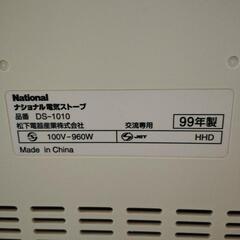 National
ナショナル電気ストーブ
品番 DS-1010
松下電器産業株式会社 交流専用 99年製
100V-960W JET HHD
Made in China